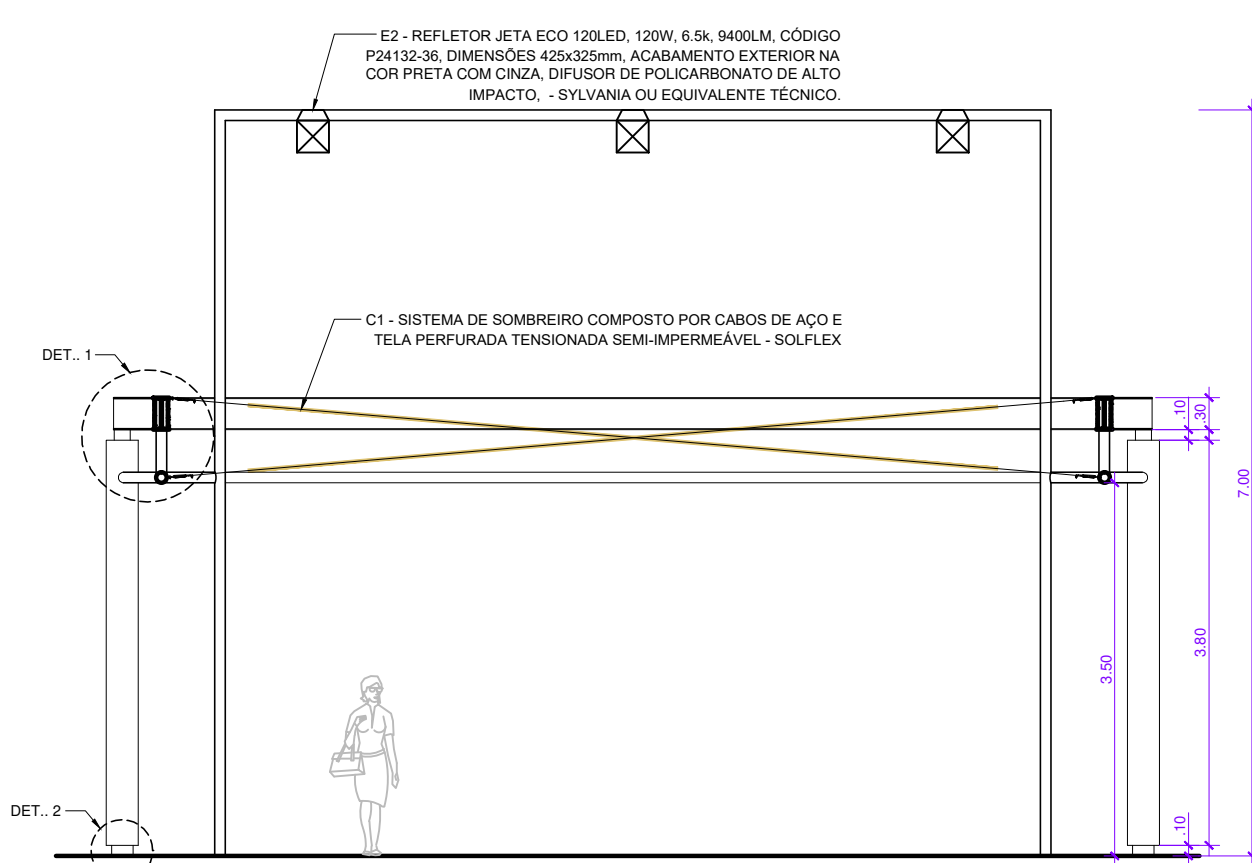 E2 - REFLETOR JETA ECO 120LED, 120W, 6.5k, 9400LM, CÓDIGO
P24132-36, DIMENSÕES 425x325mm, ACABAMENTO EXTERIOR NA
COR PRETA COM CINZA, DIFUSOR DE POLICARBONATO DE ALTO
IMPACTO, - SYLVANIA OU EQUIVALENTE TÉCNICO.
C1 - SISTEMA DE SOMBREIRO COMPOSTO POR CABOS DE AÇO E
TELA PERFURADA TENSIONADA SEMI-IMPERMEÁVEL - SOLFLEX
DET.. 1
.10
.30
7.00
3.80
3.50
DET.. 2
.10